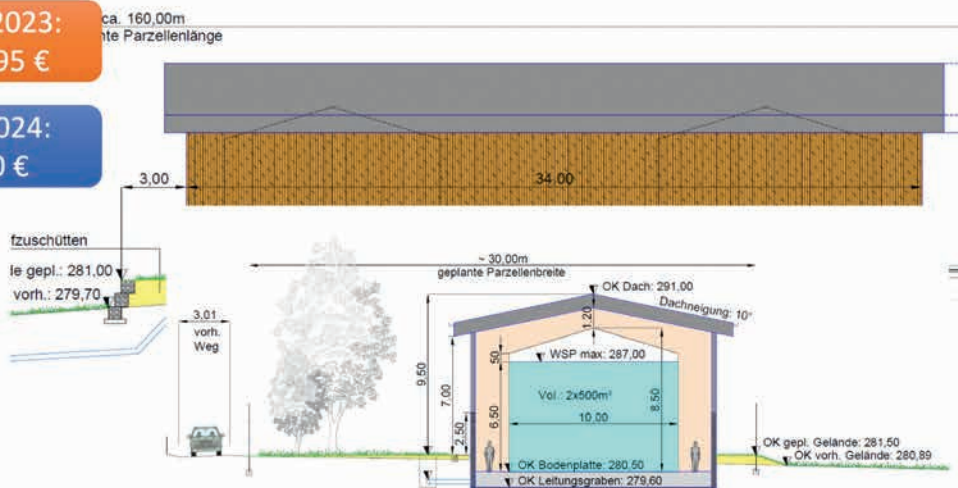 2023:
95 €
ca. 160,00m
nte Parzellenlänge
2024:
0 €
3,00
34.00
fzuschütten
le gepl.: 281,00
vorh.: 279,70
3,01
vorh.
Weg
~ 30,00m
geplante Parzellenbreite
OK Dach: 291,00
Dachneigung: 10°
1.20
50
WSP max: 287,00
9.50
7.00
2.50
6.50
Vol.: 2x500m³
10,00
8.50
OK Bodenplatte: 280,50
OK Leitungsgraben: 279,60
OK gepl. Gelände: 281,50
OK vorh. Gelände: 280,89